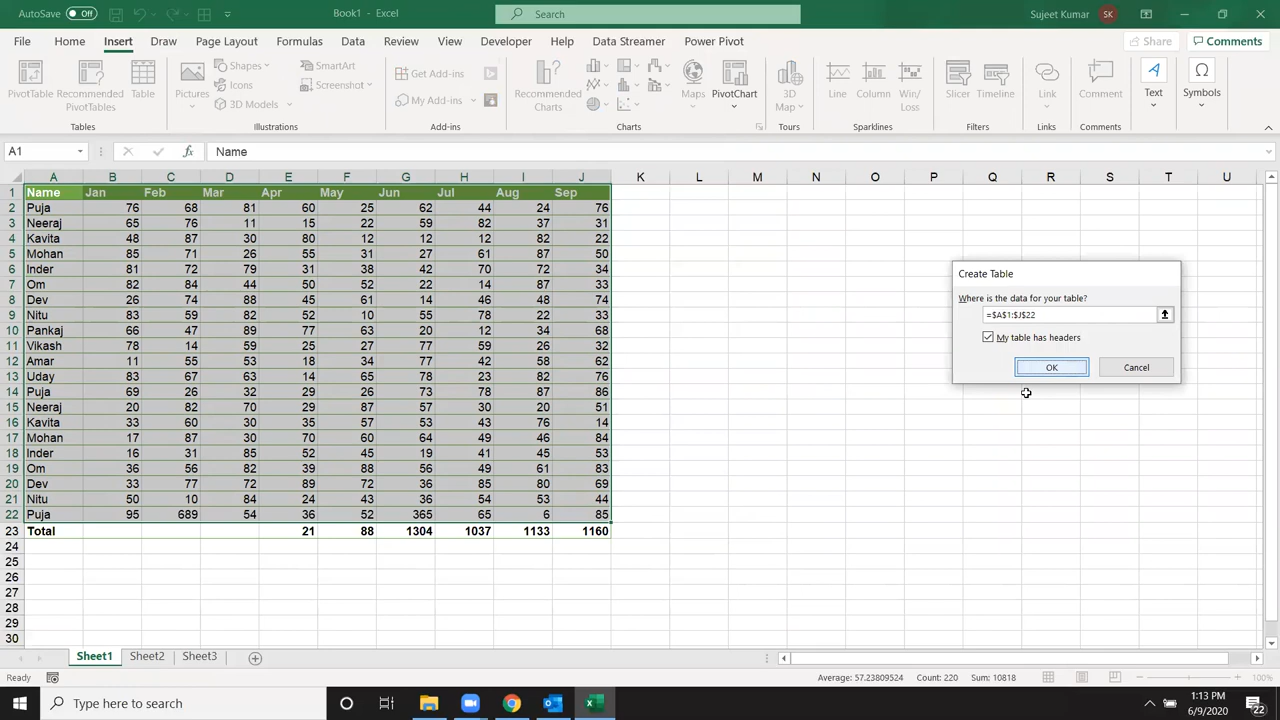 AutoSave Off Book1 - Excel Search Sujeet Kumar SK
File Home Insert Draw Page Layout Formulas Data Review View Developer Help Data Streamer Power Pivot Share Comments
PivotTable Recommended PivotTables Table Pictures Shapes Icons 3D Models SmartArt Screenshot Get Add-ins My Add-ins Recommended Charts Maps PivotChart 3D Map Line Column Win/Loss Slicer Timeline Link Comment Text Symbols
Tables Illustrations Add-ins Charts Tours Sparklines Filters Links Comments
A1 fx Name
A B C D E F G H I J K L M N O P Q R S T U
1 Name Jan Feb Mar Apr May Jun Jul Aug Sep
2 Puja 76 68 81 60 25 62 44 24 76
3 Neeraj 65 76 11 15 22 59 82 37 31
4 Kavita 48 87 30 80 12 12 12 82 22
5 Mohan 85 71 26 55 31 27 61 87 50
6 Inder 81 72 79 31 38 42 70 72 34
7 Om 82 84 44 50 52 22 14 87 33
8 Dev 26 74 88 45 61 14 46 48 74
9 Nitu 83 59 82 52 10 55 78 22 33
10 Pankaj 66 47 89 77 63 20 12 34 68
11 Vikash 78 14 59 25 27 77 59 26 32
12 Amar 11 55 53 18 34 77 42 58 62
13 Uday 83 67 63 14 65 78 23 82 76
14 Puja 69 26 32 29 26 73 78 87 86
15 Neeraj 20 82 70 29 87 57 30 20 51
16 Kavita 33 60 30 35 57 53 43 76 14
17 Mohan 17 87 30 70 60 64 49 46 84
18 Inder 16 31 85 52 45 19 41 45 53
19 Om 36 56 82 39 88 56 49 61 83
20 Dev 33 77 72 89 72 36 85 80 69
21 Nitu 50 10 84 24 43 36 54 53 44
22 Puja 95 689 54 36 52 365 65 6 85
23 Total 21 88 1304 1037 1133 1160
24
25
26
27
28
29
30
Create Table
Where is the data for your table?
=$A$1:$J$22
My table has headers
OK Cancel
Sheet1 Sheet2 Sheet3
Ready Average: 57.23809524 Count: 220 Sum: 10818 100%
Type here to search
1:13 PM
6/9/2020
22